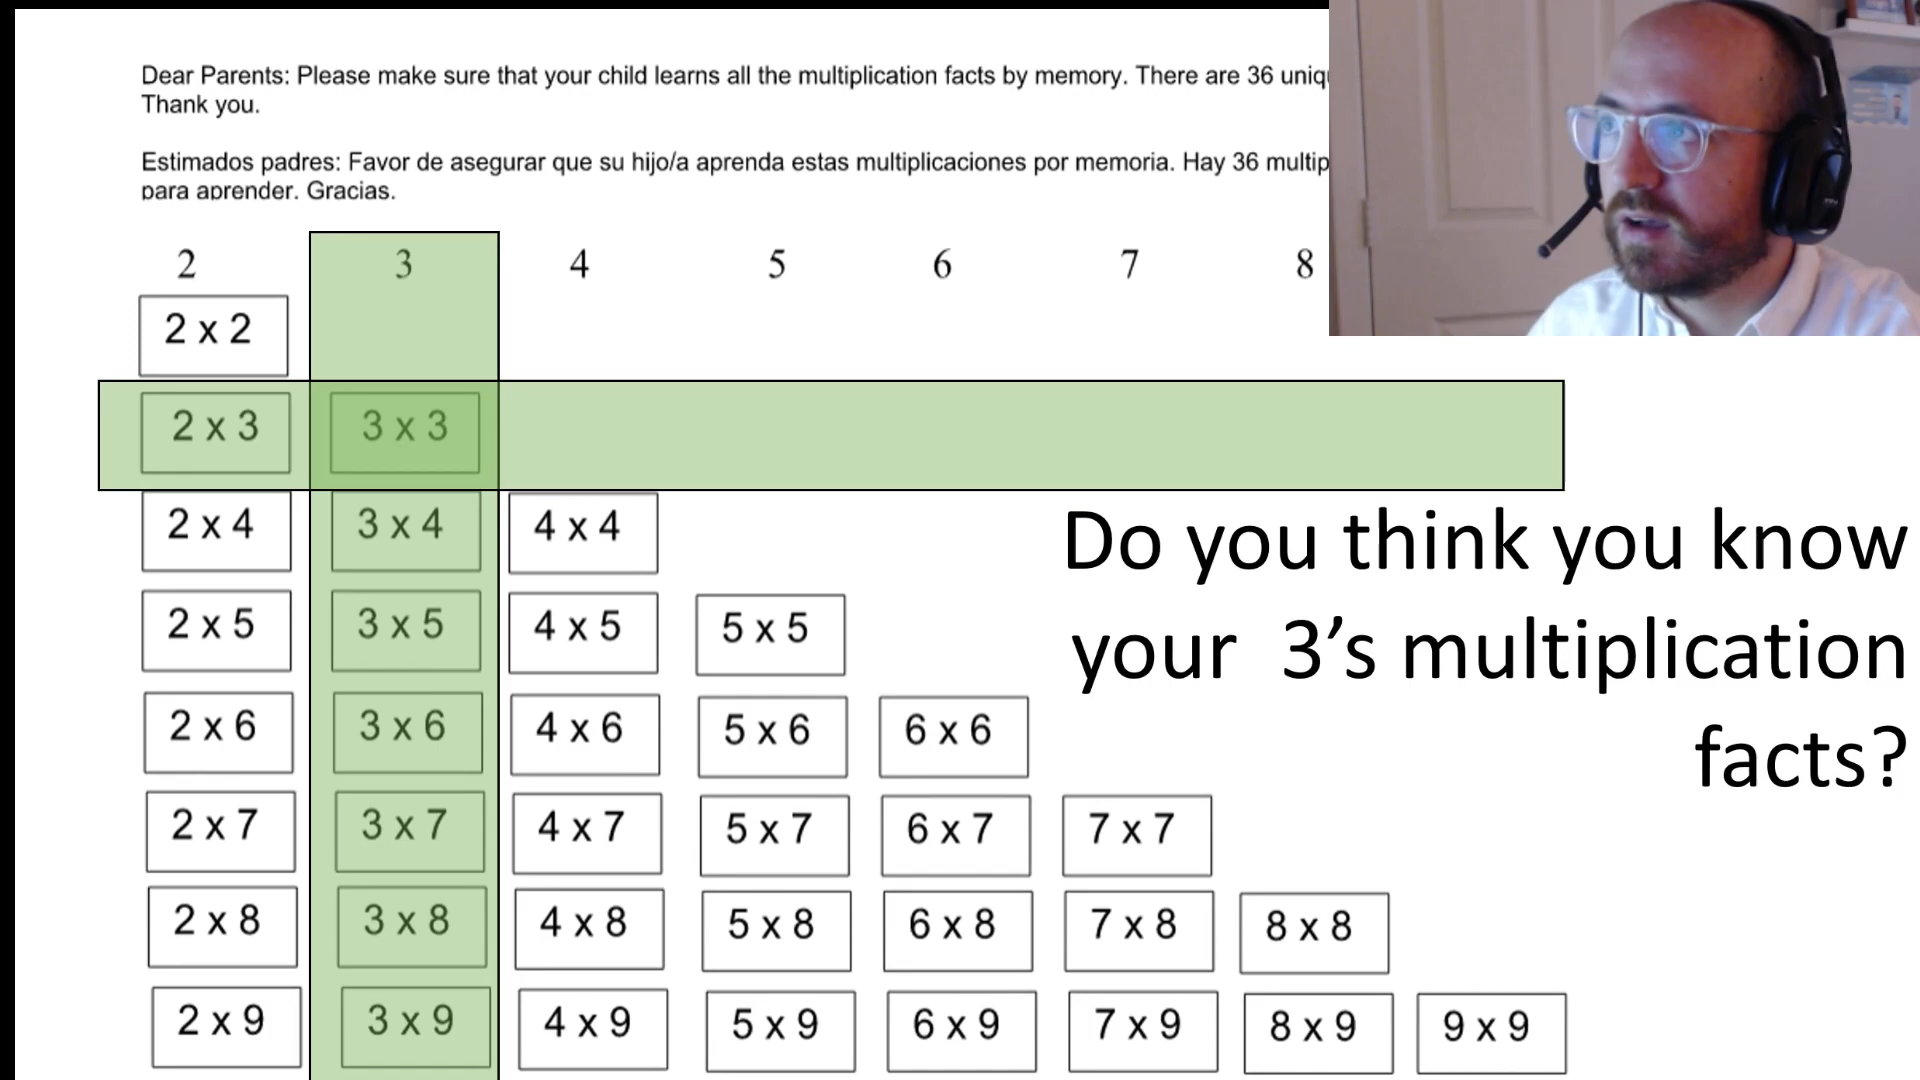 Dear Parents: Please make sure that your child learns all the multiplication facts by memory. There are 36
Thank you.
Estimados padres: Favor de asegurar que su hijo/a aprenda estas multiplicaciones por memoria. Hay 36
para aprender. Gracias.
2 3 4 5 6 7 8
2 x 2
2 x 3 3 x 3
2 x 4 3 x 4 4 x 4
2 x 5 3 x 5 4 x 5 5 x 5
2 x 6 3 x 6 4 x 6 5 x 6 6 x 6
2 x 7 3 x 7 4 x 7 5 x 7 6 x 7 7 x 7
2 x 8 3 x 8 4 x 8 5 x 8 6 x 8 7 x 8 8 x 8
2 x 9 3 x 9 4 x 9 5 x 9 6 x 9 7 x 9 8 x 9 9 x 9
Do you think you know
your 3’s multiplication
facts?